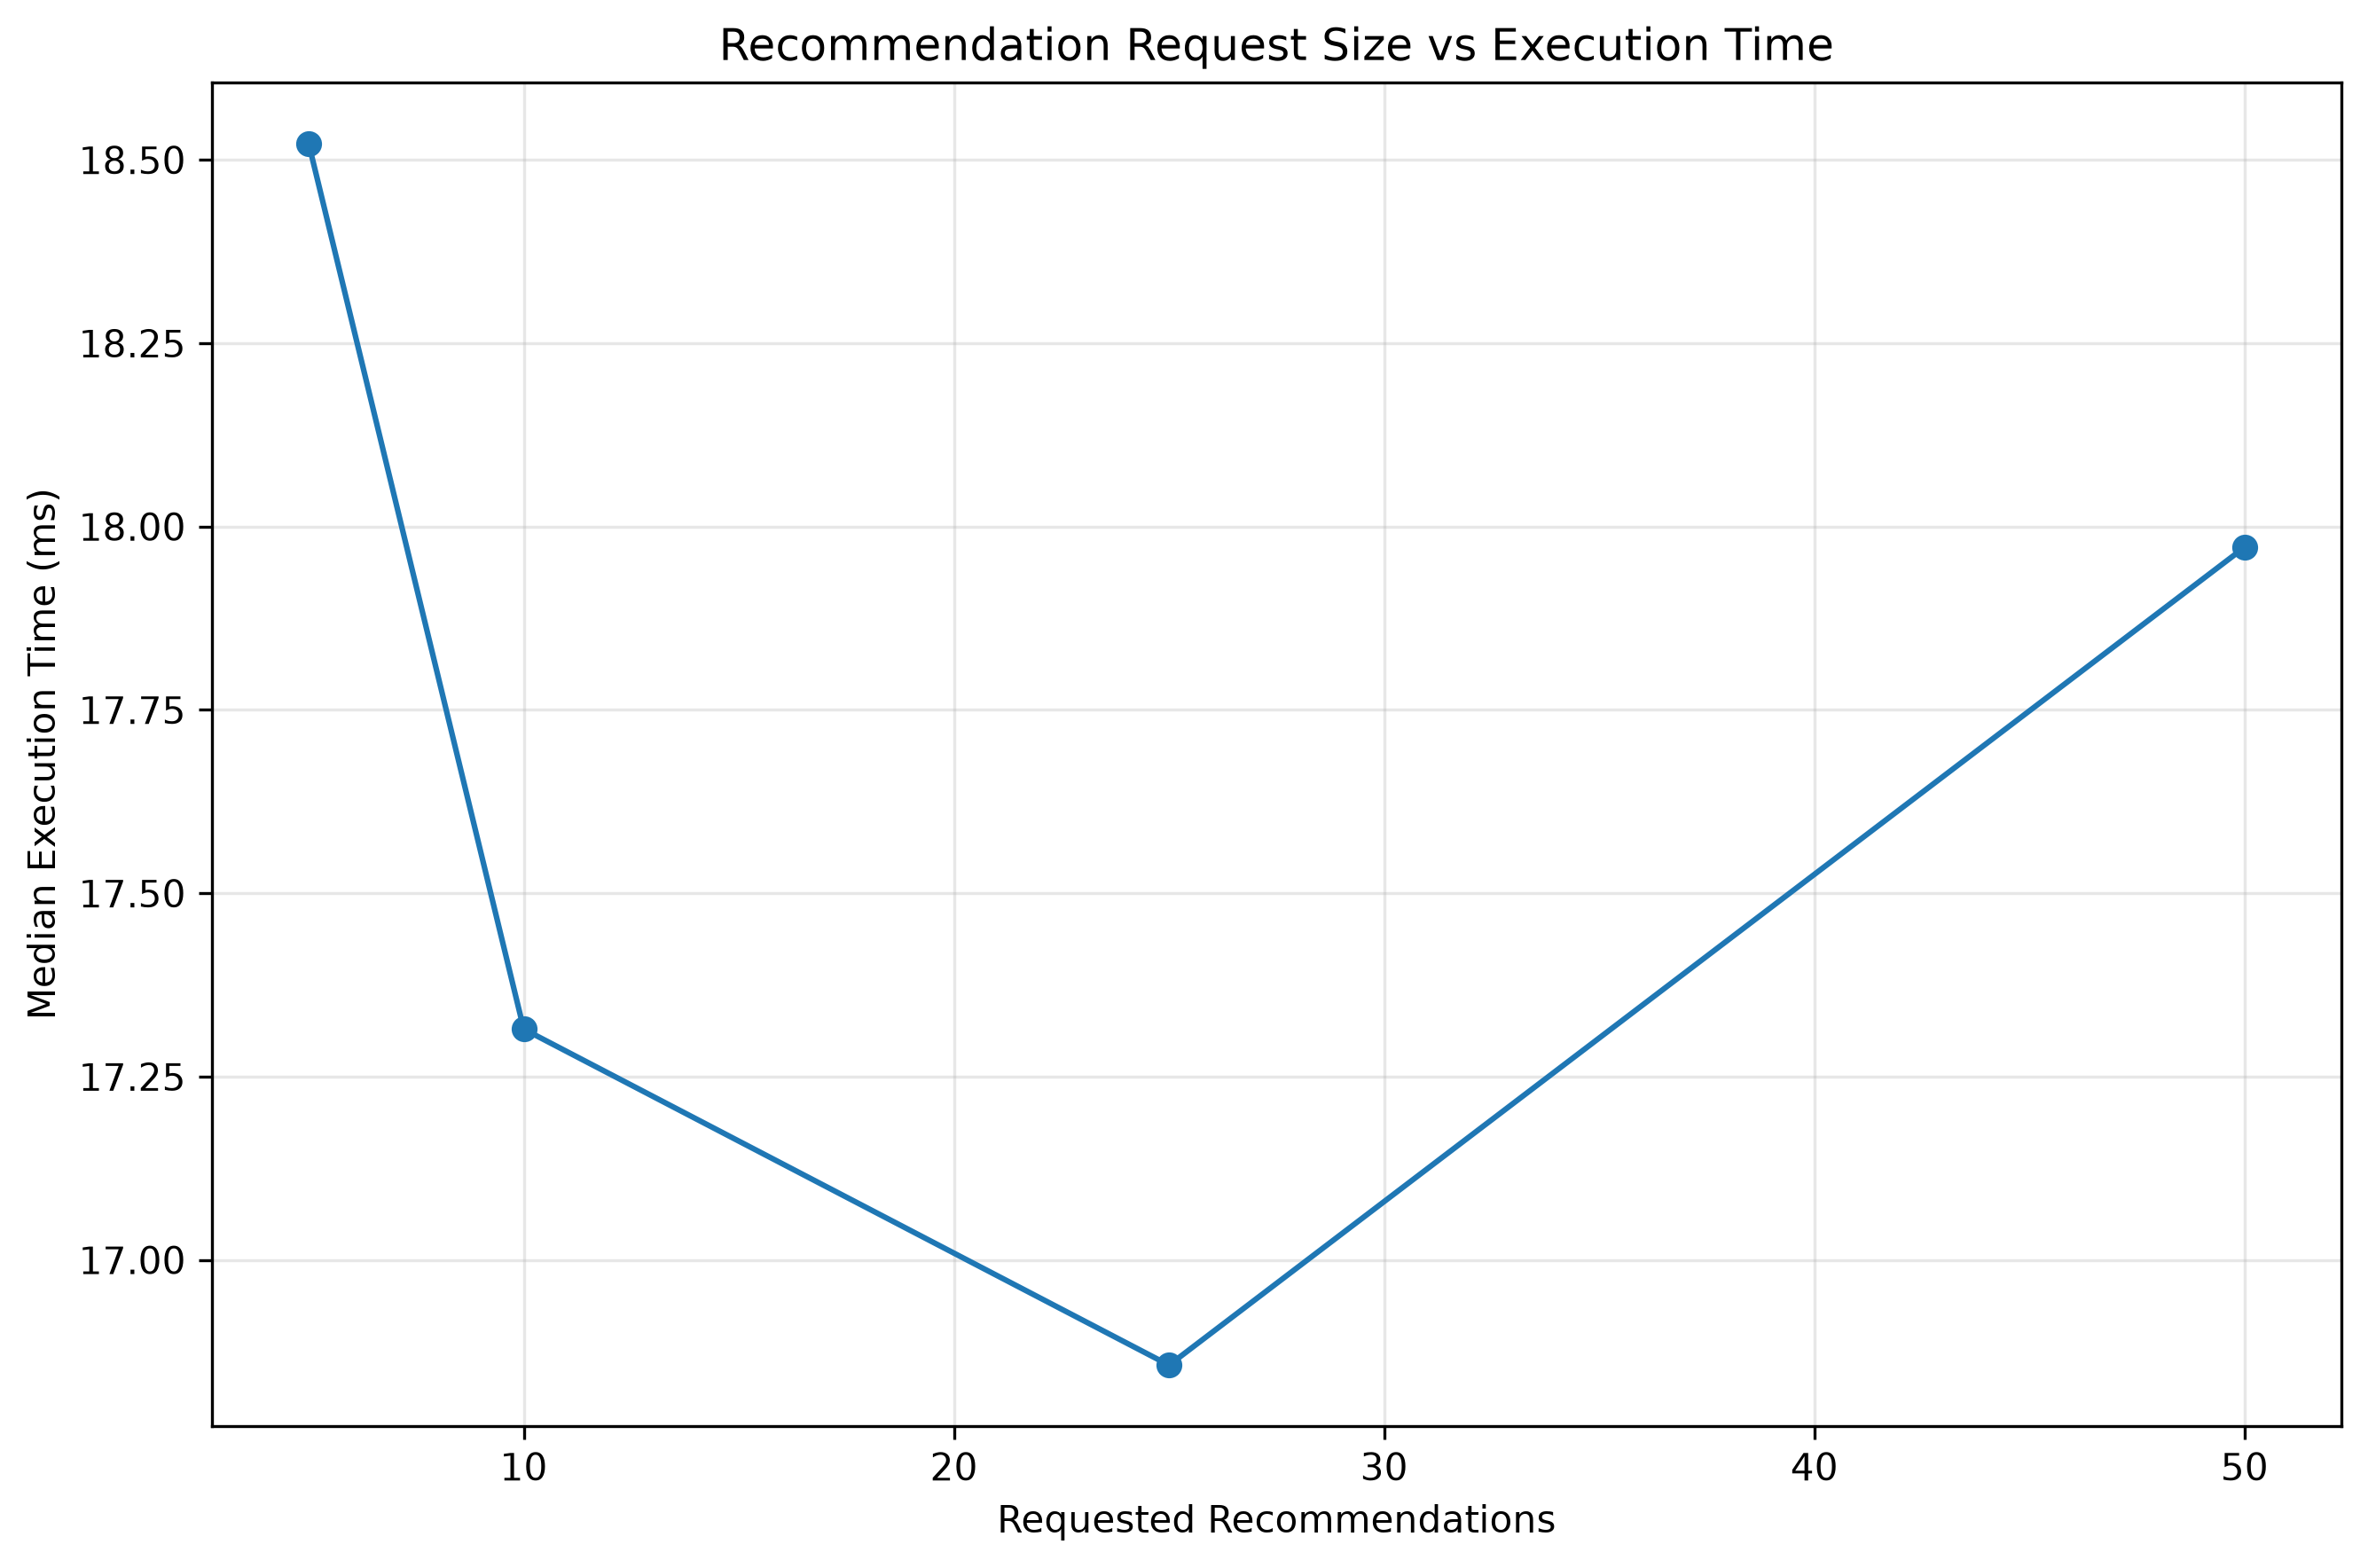 Recommendation Request Size vs Execution Time
Median Execution Time (ms)
18.50
18.25
18.00
17.75
17.50
17.25
17.00
10 20 30 40 50
Requested Recommendations